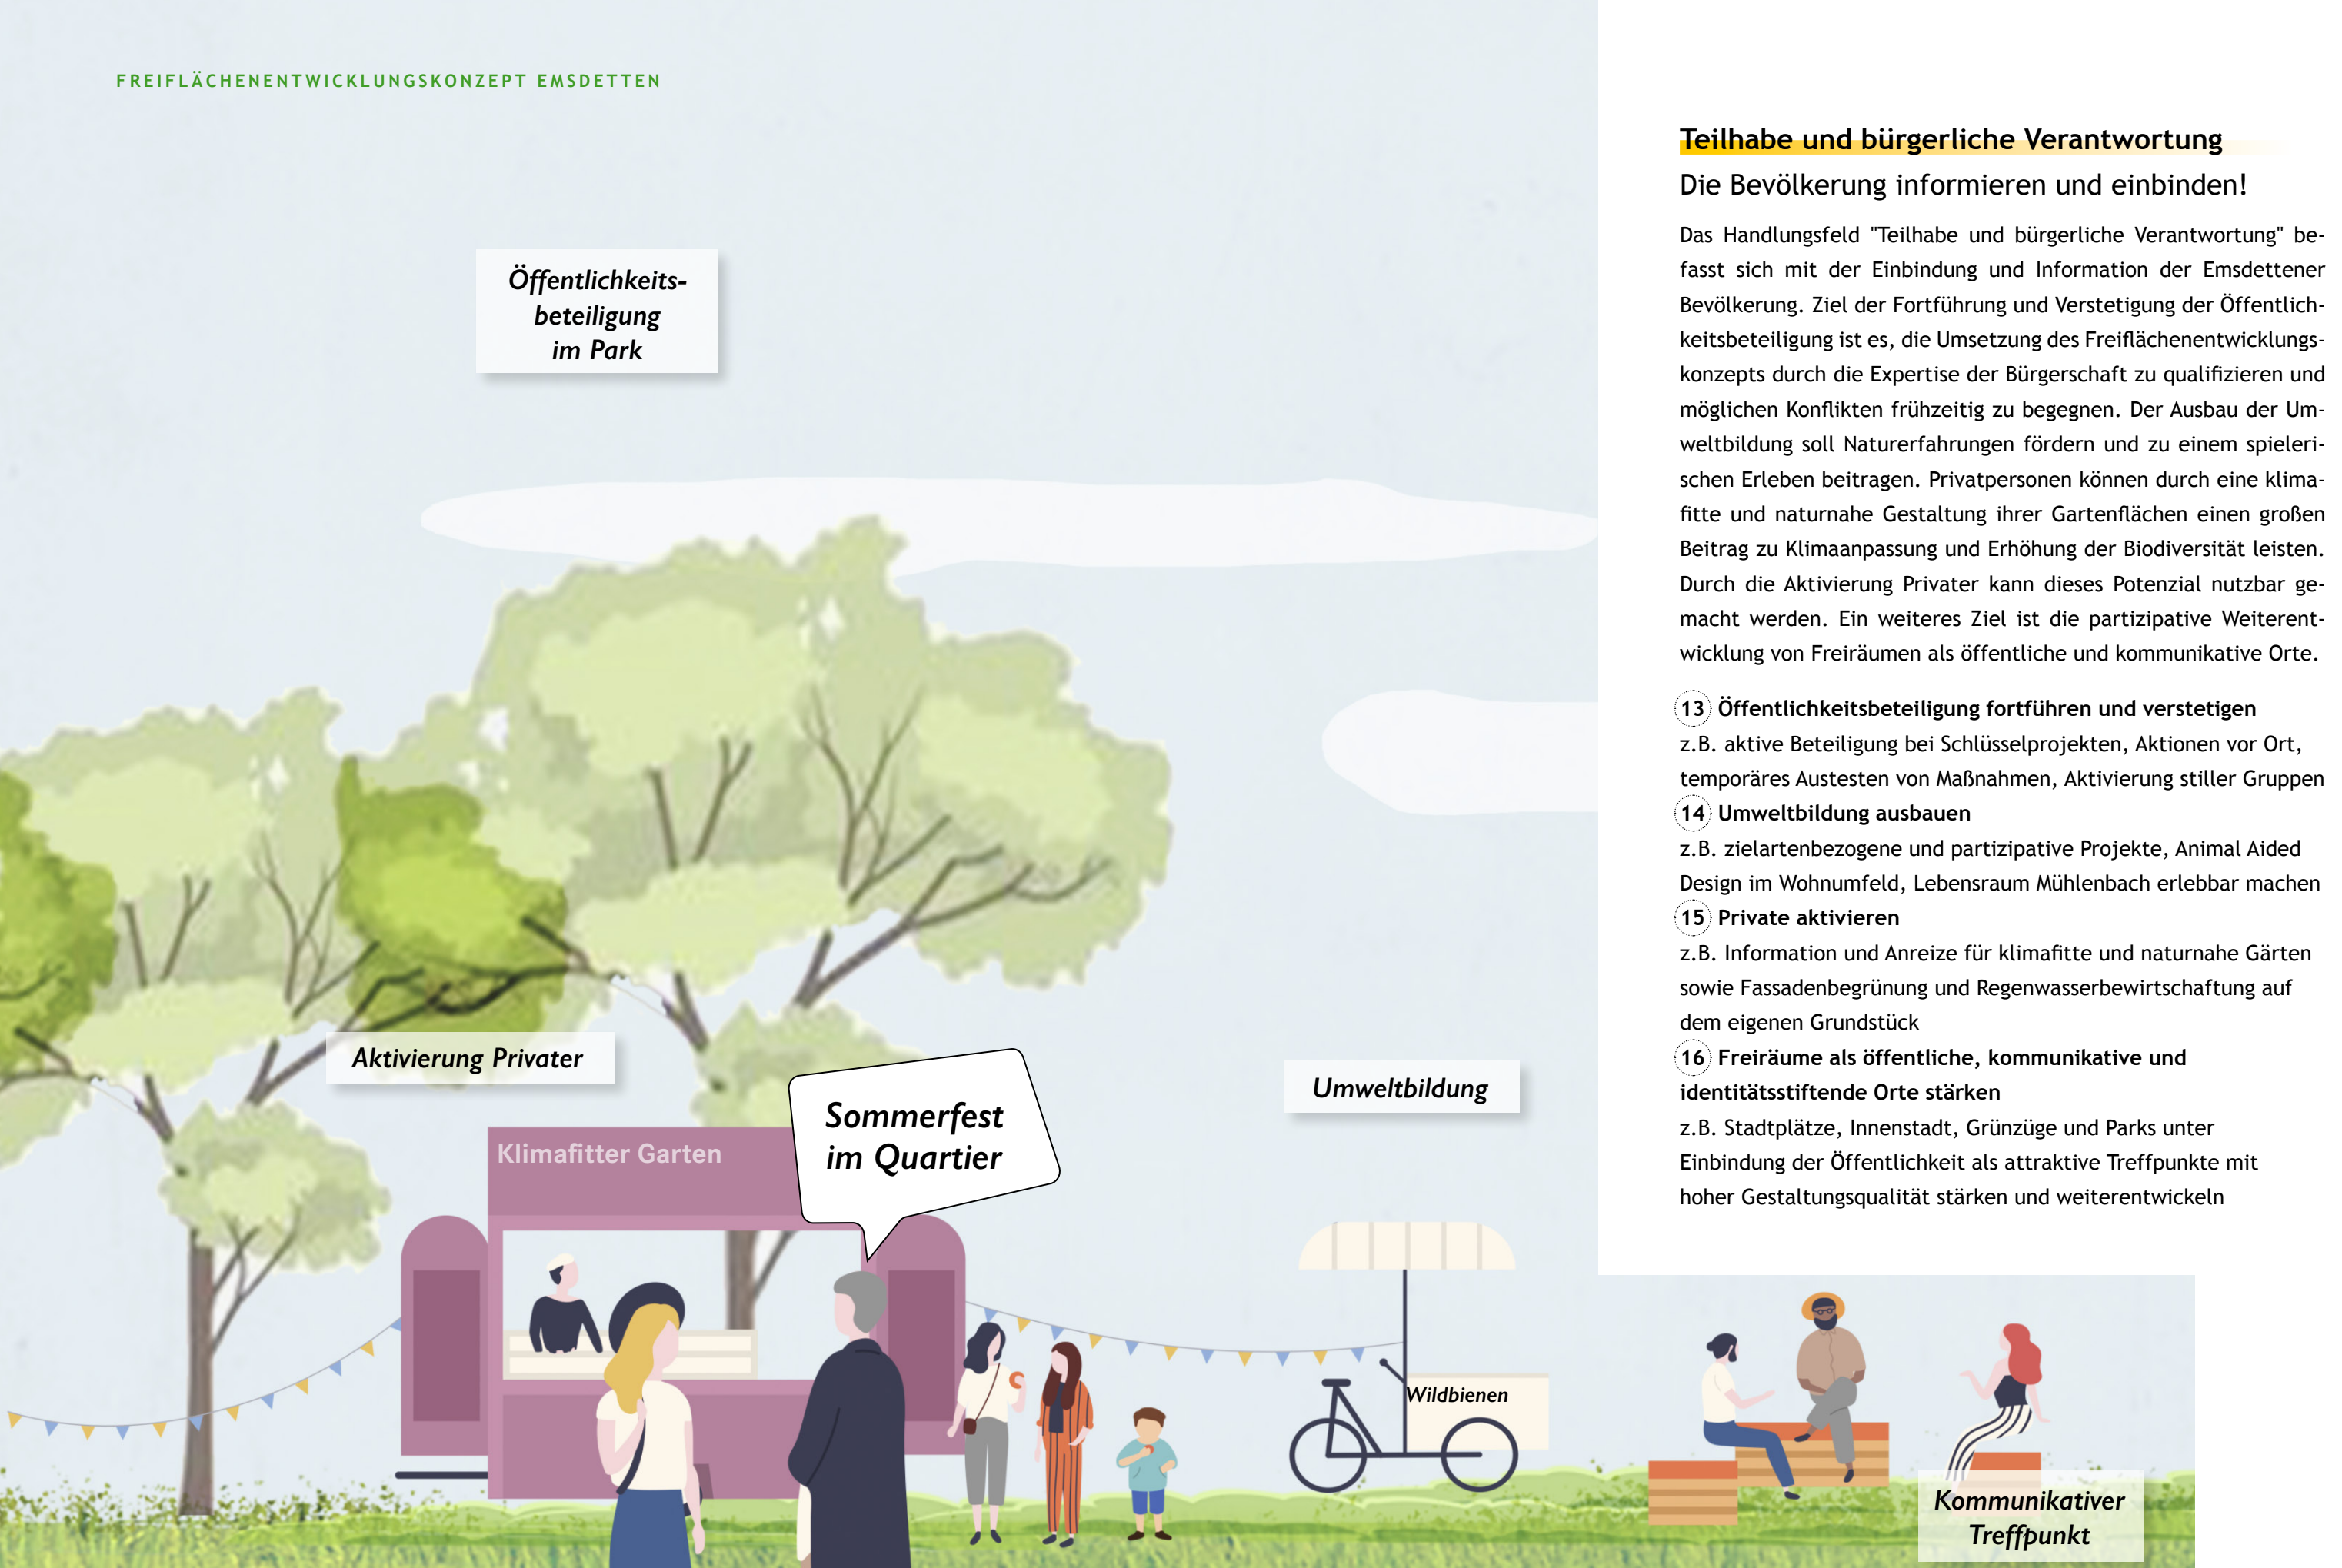 FREIFLÄCHENENTWICKLUNGSKONZEPT EMSDETTEN
Öffentlichkeits-
beteiligung
im Park
Aktivierung Privater
Klimafitter Garten
Sommerfest
im Quartier
Umweltbildung
Wildbienen
Kommunikativer
Treffpunkt
Teilhabe und bürgerliche Verantwortung
Die Bevölkerung informieren und einbinden!
Das Handlungsfeld "Teilhabe und bürgerliche Verantwortung" be-
fasst sich mit der Einbindung und Information der Emsdettener
Bevölkerung. Ziel der Fortführung und Verstetigung der Öffentlich-
keitsbeteiligung ist es, die Umsetzung des Freiflächenentwicklungs-
konzepts durch die Expertise der Bürgerschaft zu qualifizieren und
möglichen Konflikten frühzeitig zu begegnen. Der Ausbau der Um-
weltbildung soll Naturerfahrungen fördern und zu einem spieleri-
schen Erleben beitragen. Privatpersonen können durch eine klima-
fitte und naturnahe Gestaltung ihrer Gartenflächen einen großen
Beitrag zu Klimaanpassung und Erhöhung der Biodiversität leisten.
Durch die Aktivierung Privater kann dieses Potenzial nutzbar ge-
macht werden. Ein weiteres Ziel ist die partizipative Weiterent-
wicklung von Freiräumen als öffentliche und kommunikative Orte.
13 Öffentlichkeitsbeteiligung fortführen und verstetigen
z.B. aktive Beteiligung bei Schlüsselprojekten, Aktionen vor Ort,
temporäres Austesten von Maßnahmen, Aktivierung stiller Gruppen
14 Umweltbildung ausbauen
z.B. zielartenbezogene und partizipative Projekte, Animal Aided
Design im Wohnumfeld, Lebensraum Mühlenbach erlebbar machen
15 Private aktivieren
z.B. Information und Anreize für klimafitte und naturnahe Gärten
sowie Fassadenbegrünung und Regenwasserbewirtschaftung auf
dem eigenen Grundstück
16 Freiräume als öffentliche, kommunikative und
identitätsstiftende Orte stärken
z.B. Stadtplätze, Innenstadt, Grünzüge und Parks unter
Einbindung der Öffentlichkeit als attraktive Treffpunkte mit
hoher Gestaltungsqualität stärken und weiterentwickeln